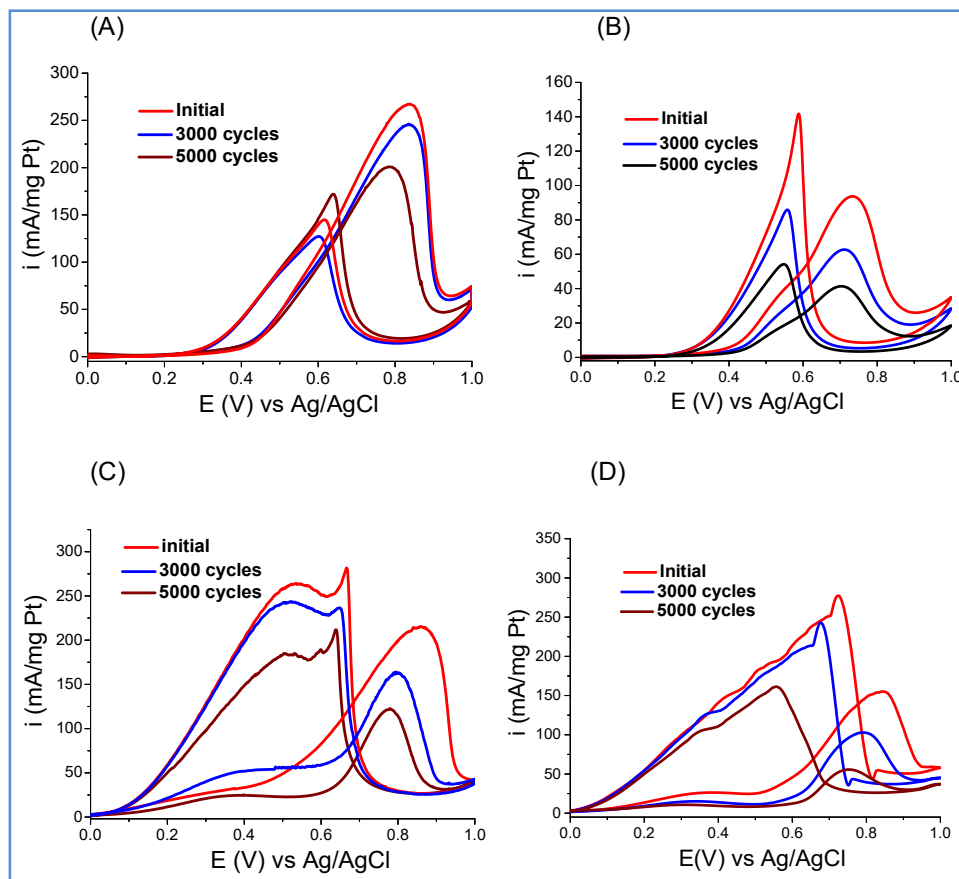 (A)
300
250
200
150
100
50
0
i (mA/mg Pt)
Initial
3000 cycles
5000 cycles
0.0 0.2 0.4 0.6 0.8 1.0
E (V) vs Ag/AgCl
(B)
160
140
120
100
80
60
40
20
0
i (mA/mg Pt)
Initial
3000 cycles
5000 cycles
0.0 0.2 0.4 0.6 0.8 1.0
E (V) vs Ag/AgCl
(C)
300
250
200
150
100
50
0
i (mA/mg Pt)
initial
3000 cycles
5000 cycles
0.0 0.2 0.4 0.6 0.8 1.0
E (V) vs Ag/AgCl
(D)
350
300
250
200
150
100
50
0
i (mA/mg Pt)
Initial
3000 cycles
5000 cycles
0.0 0.2 0.4 0.6 0.8 1.0
E(V) vs Ag/AgCl